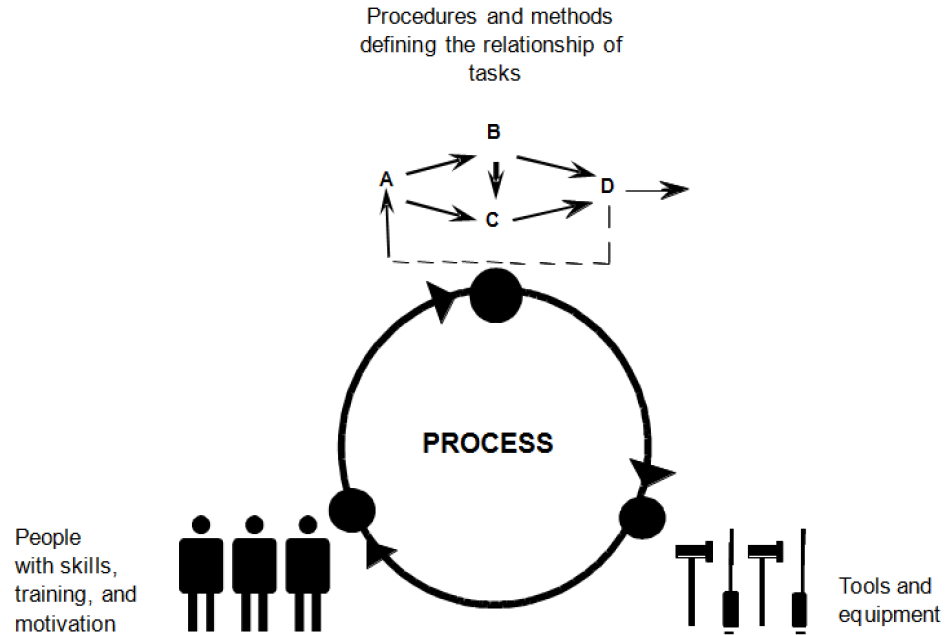 Procedures and methods
defining the relationship of
tasks
B
A
D
C
PROCESS
People
with skills,
training, and
motivation
Tools and
equipment